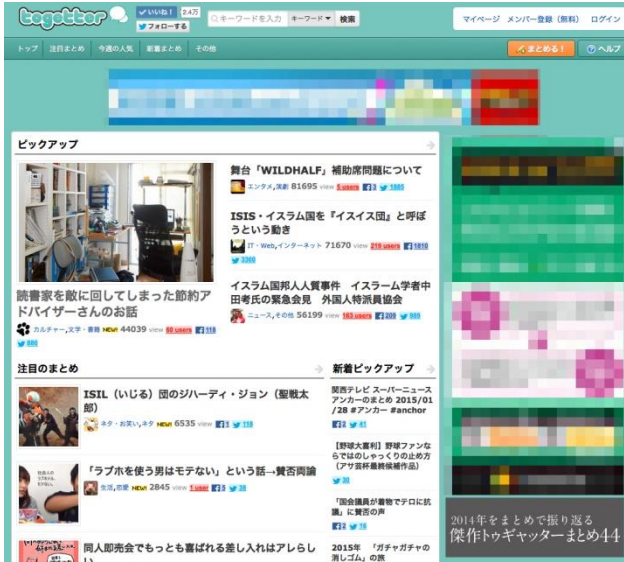 togetter
いいね！ 2.4万
フォローする
キーワードを入力 キーワード▼ 検索
マイページ メンバー登録（無料） ログイン
トップ 注目まとめ 今週の人気 新着まとめ その他
まとめる！ ヘルプ
ピックアップ
読書家を敵に回してしまった節約ア
ドバイザーさんのお話
カルチャー,文学・書籍 NEW! 44039 view 60 users
舞台「WILDHALF」補助席問題について
エンタメ,演劇 81695 view 5 users 3 1885
ISIS・イスラム国を『イスイス団』と呼ぼ
うという動き
IT・Web,インターネット 71670 view 218 users 1810
3360
イスラム国邦人人質事件 イスラーム学者中
田考氏の緊急会見 外国人特派員協会
ニュース,その他 56199 view 163 users 209
注目のまとめ
ISIL（いじる）団のジハーディ・ジョン（聖戦太
郎）
ネタ・お笑い,ネタ NEW! 6535 view 5
「ラブホを使う男はモテない」という話→賛否両論
生活,恋愛 NEW! 2845 view 1 user 5
同人即売会でもっとも喜ばれる差し入れはアレらし
い
新着ピックアップ
関西テレビ スーパーニュース
アンカーのまとめ 2015/01
/28 #アンカー #anchor
2 41
【野球大喜利】野球ファンな
らではのしゃっくりの止め方
（アサ芸杯最終候補作品）
30
「国会議員が着物でテロに抗
議」に賛否の声
2 16
2015年 「ガチャガチャの
消しゴム」の旅
2014年をまとめで振り返る
傑作トゥギャッターまとめ44